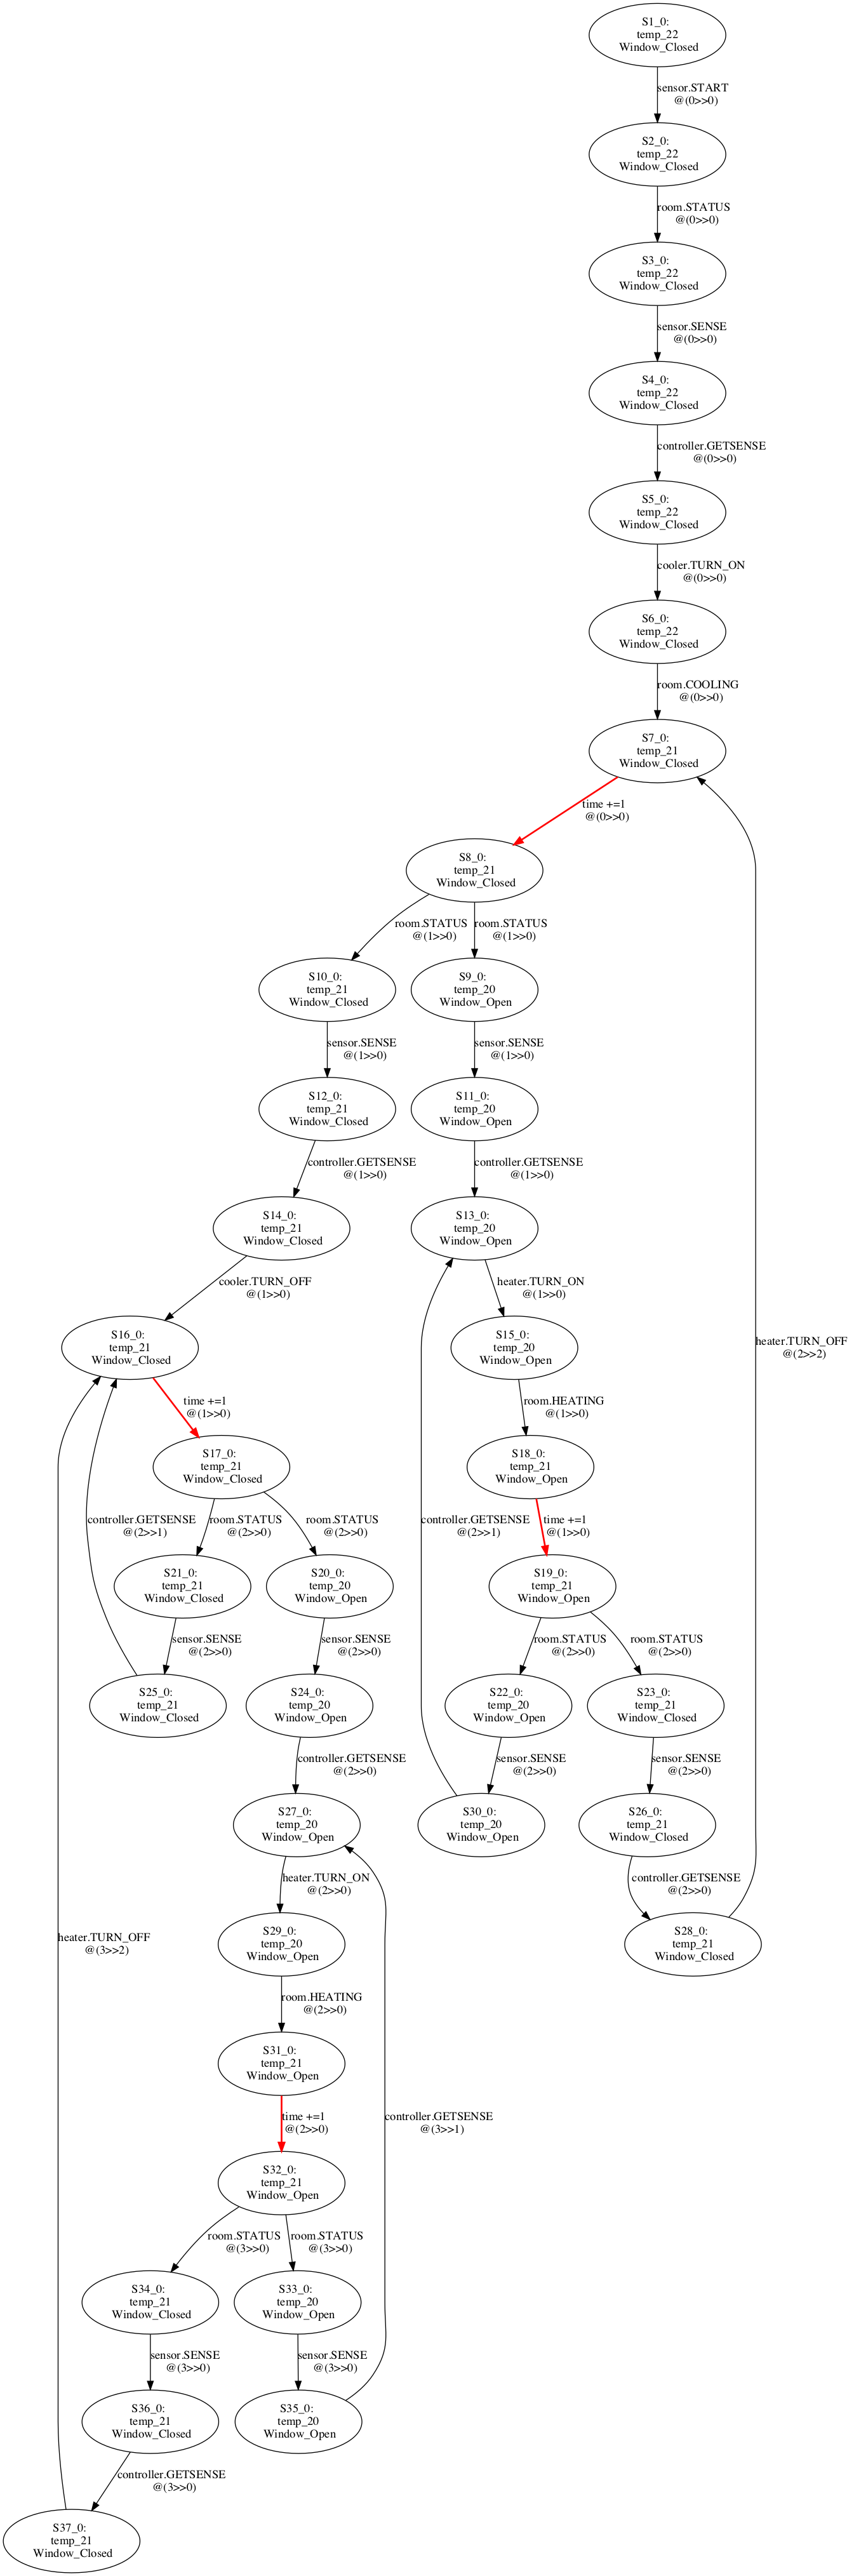 S1_0:
temp_22
Window_Closed
sensor.START
@(0>>0)
S2_0:
temp_22
Window_Closed
room.STATUS
@(0>>0)
S3_0:
temp_22
Window_Closed
sensor.SENSE
@(0>>0)
S4_0:
temp_22
Window_Closed
controller.GETSENSE
@(0>>0)
S5_0:
temp_22
Window_Closed
cooler.TURN_ON
@(0>>0)
S6_0:
temp_22
Window_Closed
room.COOLING
@(0>>0)
S7_0:
temp_21
Window_Closed
time +=1
@(0>>0)
S8_0:
temp_21
Window_Closed
room.STATUS
@(1>>0)
room.STATUS
@(1>>0)
S10_0:
temp_21
Window_Closed
S9_0:
temp_20
Window_Open
sensor.SENSE
@(1>>0)
sensor.SENSE
@(1>>0)
S12_0:
temp_21
Window_Closed
S11_0:
temp_20
Window_Open
controller.GETSENSE
@(1>>0)
controller.GETSENSE
@(1>>0)
S14_0:
temp_21
Window_Closed
S13_0:
temp_20
Window_Open
cooler.TURN_OFF
@(1>>0)
heater.TURN_ON
@(1>>0)
S16_0:
temp_21
Window_Closed
S15_0:
temp_20
Window_Open
heater.TURN_OFF
@(2>>2)
time +=1
@(1>>0)
room.HEATING
@(1>>0)
S17_0:
temp_21
Window_Closed
S18_0:
temp_21
Window_Open
controller.GETSENSE
@(2>>1)
room.STATUS
@(2>>0)
room.STATUS
@(2>>0)
controller.GETSENSE
@(2>>1)
time +=1
@(1>>0)
S21_0:
temp_21
Window_Closed
S20_0:
temp_20
Window_Open
S19_0:
temp_21
Window_Open
sensor.SENSE
@(2>>0)
sensor.SENSE
@(2>>0)
room.STATUS
@(2>>0)
room.STATUS
@(2>>0)
S25_0:
temp_21
Window_Closed
S24_0:
temp_20
Window_Open
S22_0:
temp_20
Window_Open
S23_0:
temp_21
Window_Closed
controller.GETSENSE
@(2>>0)
sensor.SENSE
@(2>>0)
sensor.SENSE
@(2>>0)
S27_0:
temp_20
Window_Open
S30_0:
temp_20
Window_Open
S26_0:
temp_21
Window_Closed
heater.TURN_ON
@(2>>0)
controller.GETSENSE
@(2>>0)
heater.TURN_OFF
@(3>>2)
S29_0:
temp_20
Window_Open
S28_0:
temp_21
Window_Closed
room.HEATING
@(2>>0)
S31_0:
temp_21
Window_Open
time +=1
@(2>>0)
controller.GETSENSE
@(3>>1)
S32_0:
temp_21
Window_Open
room.STATUS
@(3>>0)
room.STATUS
@(3>>0)
S34_0:
temp_21
Window_Closed
S33_0:
temp_20
Window_Open
sensor.SENSE
@(3>>0)
sensor.SENSE
@(3>>0)
S36_0:
temp_21
Window_Closed
S35_0:
temp_20
Window_Open
controller.GETSENSE
@(3>>0)
S37_0:
temp_21
Window_Closed